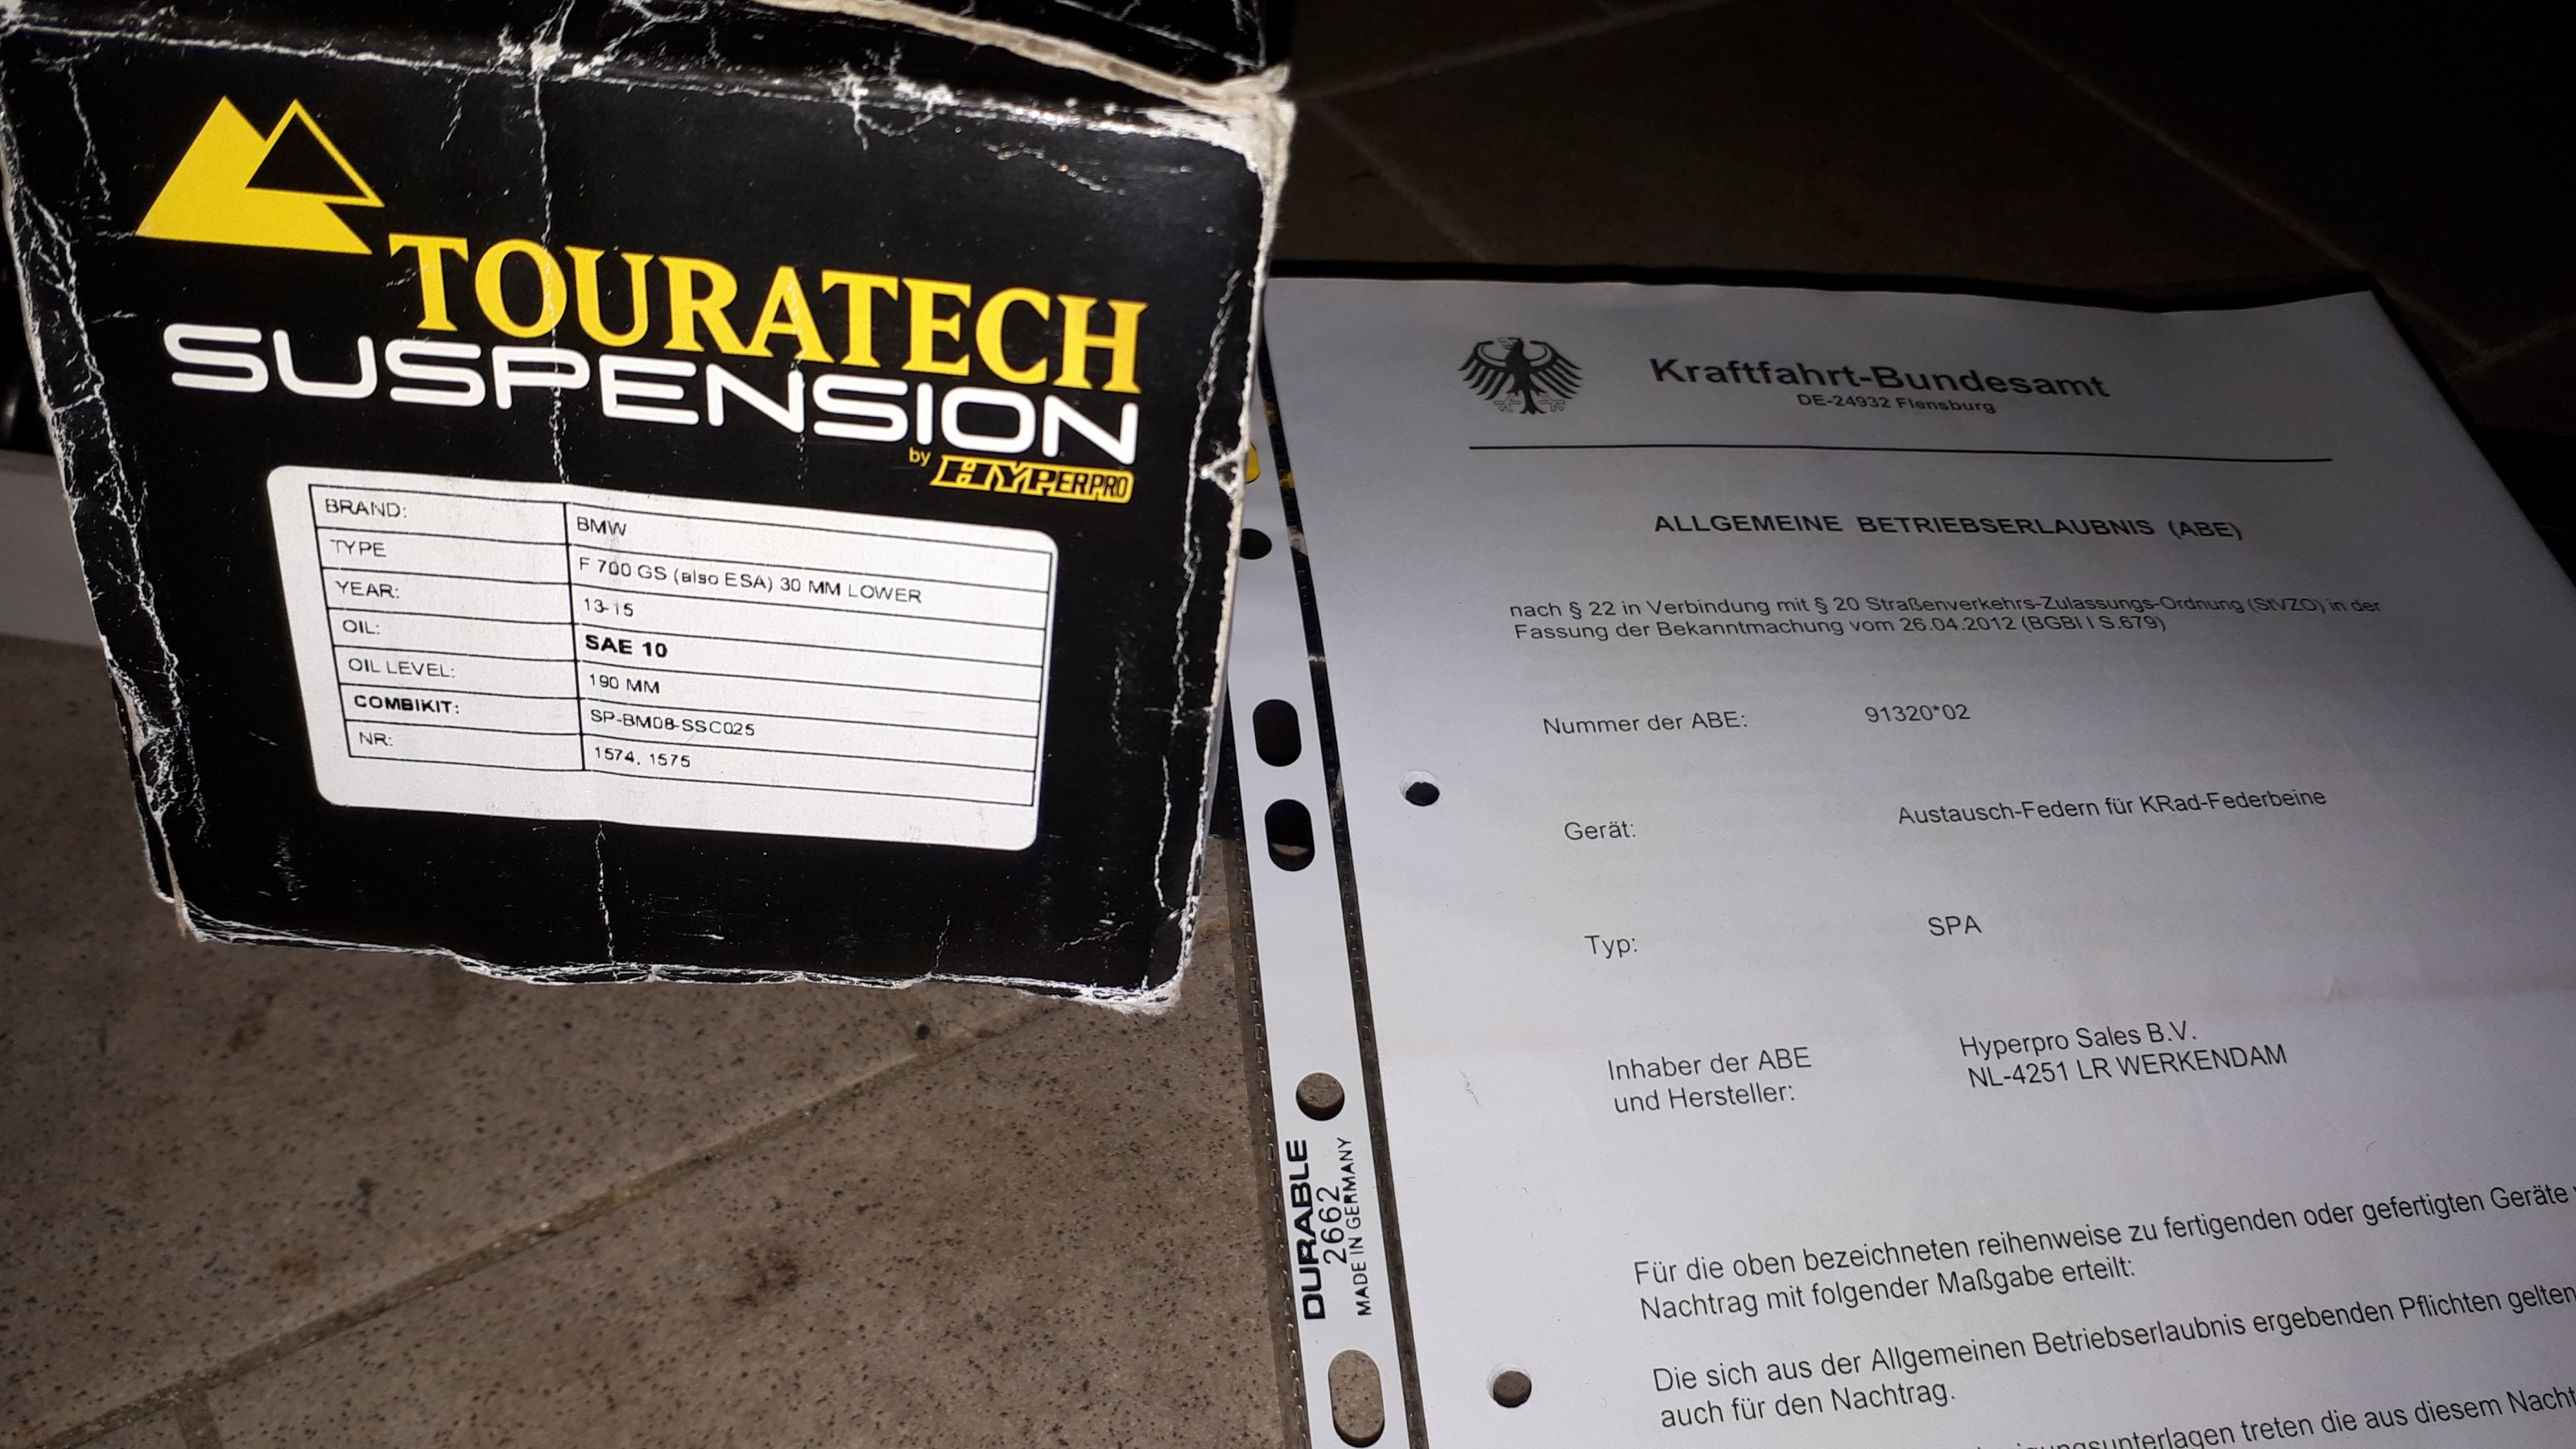 TOURATECH
SUSPENSION
by HYPERPRO
BRAND: BMW
TYPE F 700 GS (also ESA) 30 MM LOWER
YEAR: 13-15
OIL: SAE 10
OIL LEVEL: 190 MM
COMBIKIT: SP-BM08-SSC025
NR: 1574, 1575
Kraftfahrt-Bundesamt
DE-24932 Flensburg
ALLGEMEINE BETRIEBSERLAUBNIS (ABE)
nach § 22 in Verbindung mit § 20 Straßenverkehrs-Zulassungs-Ordnung (StVZO) in der
Fassung der Bekanntmachung vom 26.04.2012 (BGBl I S.679)
Nummer der ABE: 91320*02
Gerät: Austausch-Federn für KRad-Federbeine
Typ: SPA
Inhaber der ABE
und Hersteller:
Hyperpro Sales B.V.
NL-4251 LR WERKENDAM
Für die oben bezeichneten reihenweise zu fertigenden oder gefertigten Geräte
Nachtrag mit folgender Maßgabe erteilt:
Die sich aus der Allgemeinen Betriebserlaubnis ergebenden Pflichten gelten
auch für den Nachtrag.
treten die aus diesem
DURABLE
2662
MADE IN GERMANY